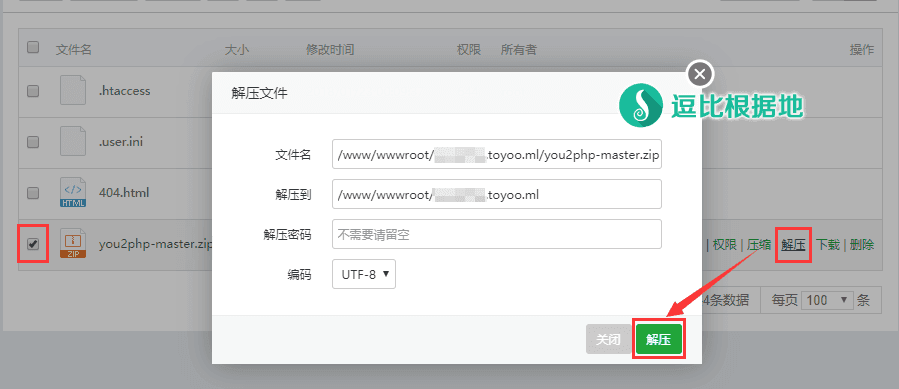 文件名 大小 修改时间 权限 所有者 操作
解压文件
逗比根据地
.htaccess
.user.ini
404.html
HTML
you2php-master.zip
ZIP
| 权限 | 压缩 | 解压 | 下载 | 删除
文件名 /www/wwwroot/ .toyoo.ml/you2php-master.zip
解压到 /www/wwwroot/ .toyoo.ml
解压密码 不需要请留空
编码 UTF-8
4条数据 每页 100 条
关闭 解压